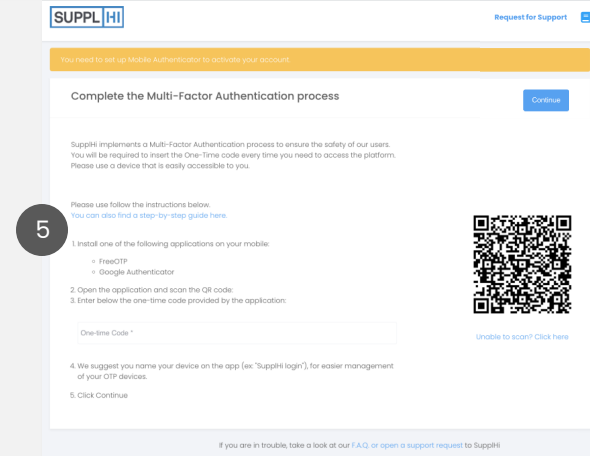 SUPPLHI
Request for Support
You need to set up Mobile Authenticator to activate your account.
Complete the Multi-Factor Authentication process
Continue
SupplHi implements a Multi-Factor Authentication process to ensure the safety of our users.
You will be required to insert the One-Time code every time you need to access the platform.
Please use a device that is easily accessible to you.
Please use follow the instructions below.
You can also find a step-by-step guide here.
5
1. Install one of the following applications on your mobile:
FreeOTP
Google Authenticator
2. Open the application and scan the QR code:
3. Enter below the one-time code provided by the application:
One-time Code *
Unable to scan? Click here
4. We suggest you name your device on the app (ex: "SupplHi login"), for easier management
of your OTP devices.
5. Click Continue
If you are in trouble, take a look at our F.A.Q. or open a support request to SupplHi